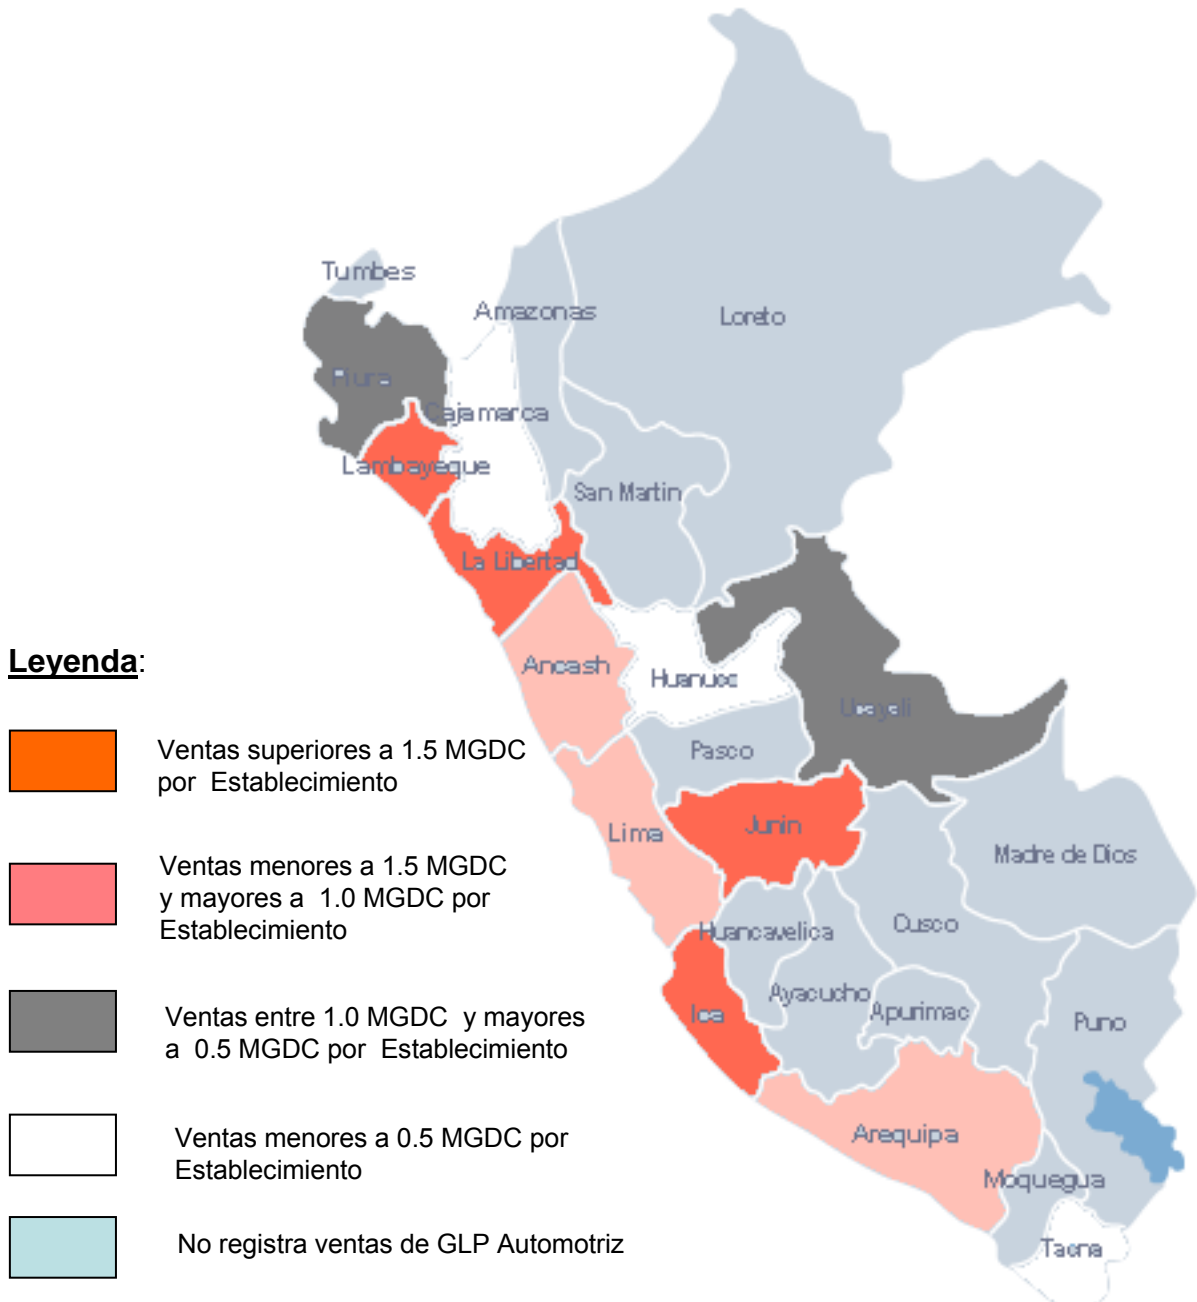 Tumbes
Amazonas
Loreto
Piura
Cajamarca
Lambayeque
San Martin
La Libertad
Ancash
Huanuco
Ucayali
Pasco
Lima
Junin
Madre de Dios
Huancavelica
Cusco
Ayacucho
Apurimac
Ica
Puno
Arequipa
Moquegua
Tacna
Leyenda:
Ventas superiores a 1.5 MGDC
por Establecimiento
Ventas menores a 1.5 MGDC
y mayores a 1.0 MGDC por
Establecimiento
Ventas entre 1.0 MGDC y mayores
a 0.5 MGDC por Establecimiento
Ventas menores a 0.5 MGDC por
Establecimiento
No registra ventas de GLP Automotriz